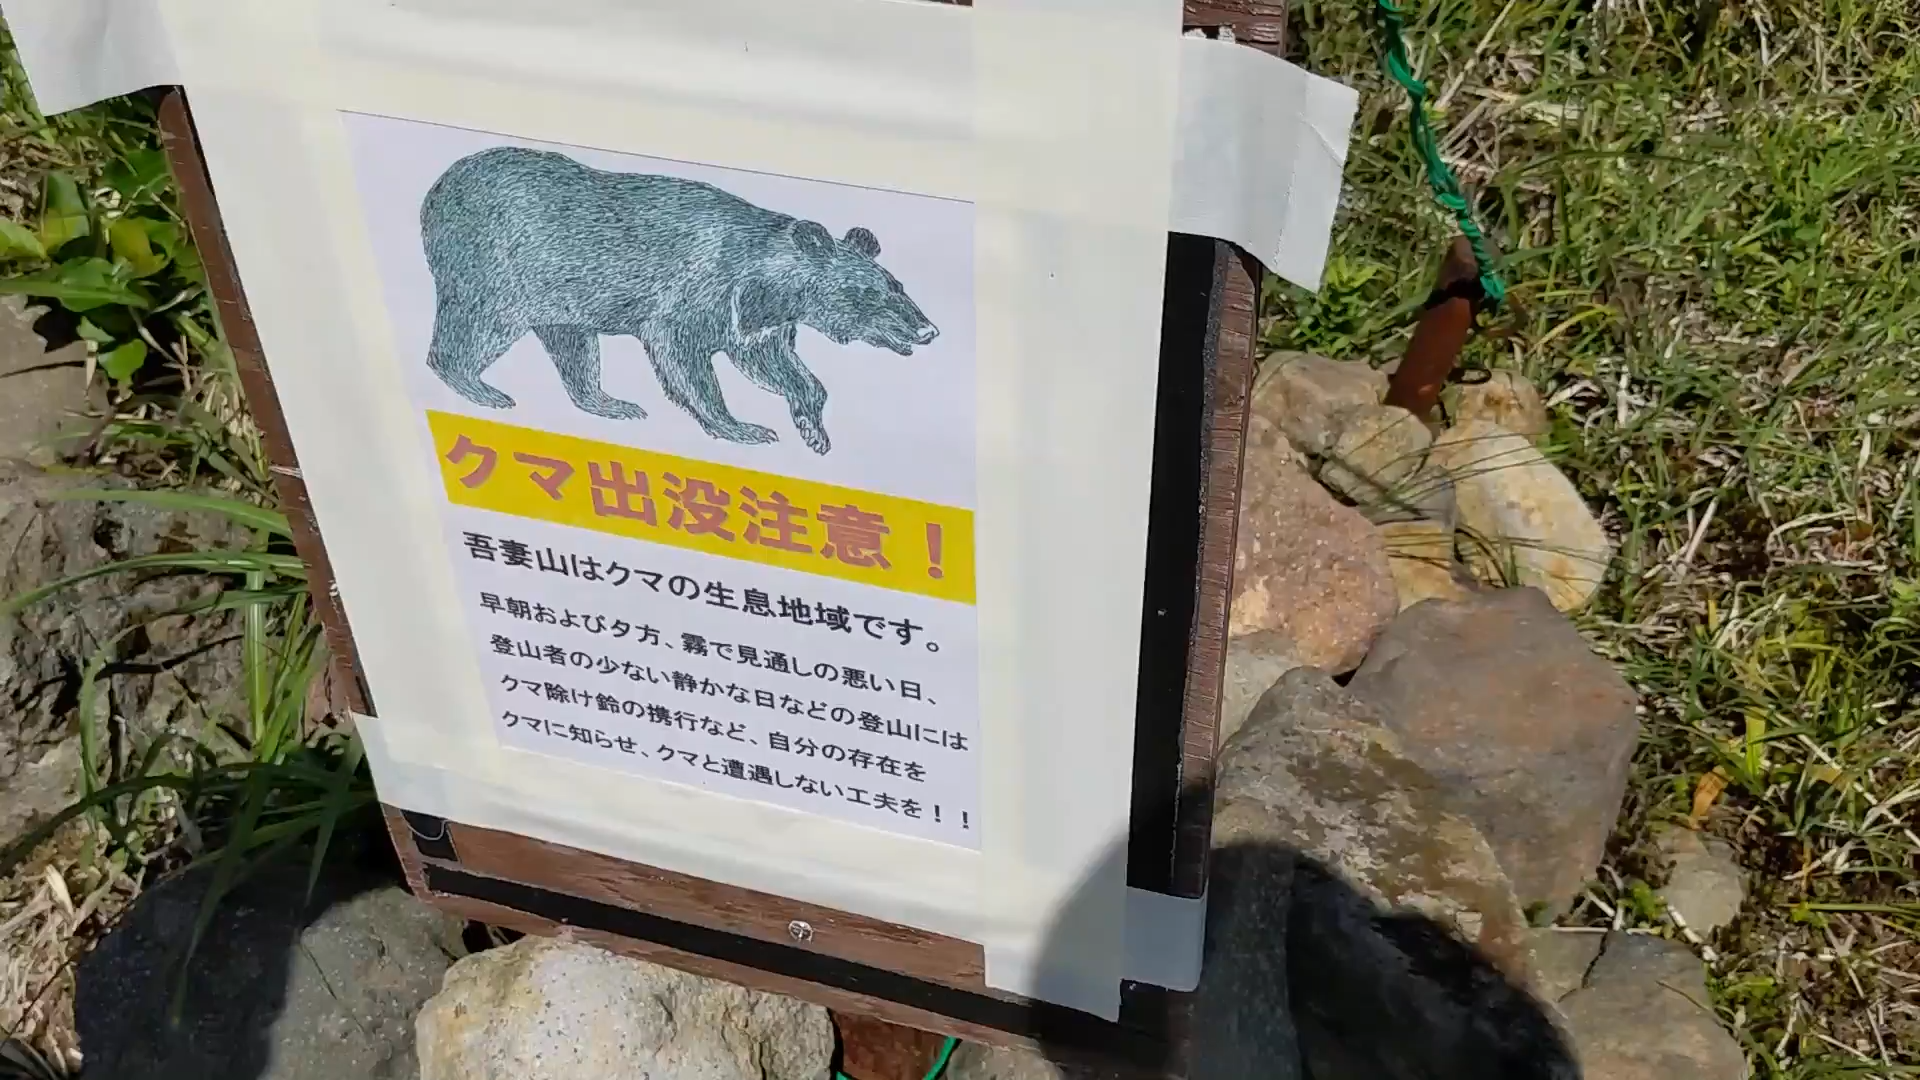 クマ出没注意！
吾妻山はクマの生息地域です。
早朝および夕方、霧で見通しの悪い日、
登山者の少ない静かな日などの登山には
クマ除け鈴の携行など、自分の存在を
クマに知らせ、クマと遭遇しない工夫を！！